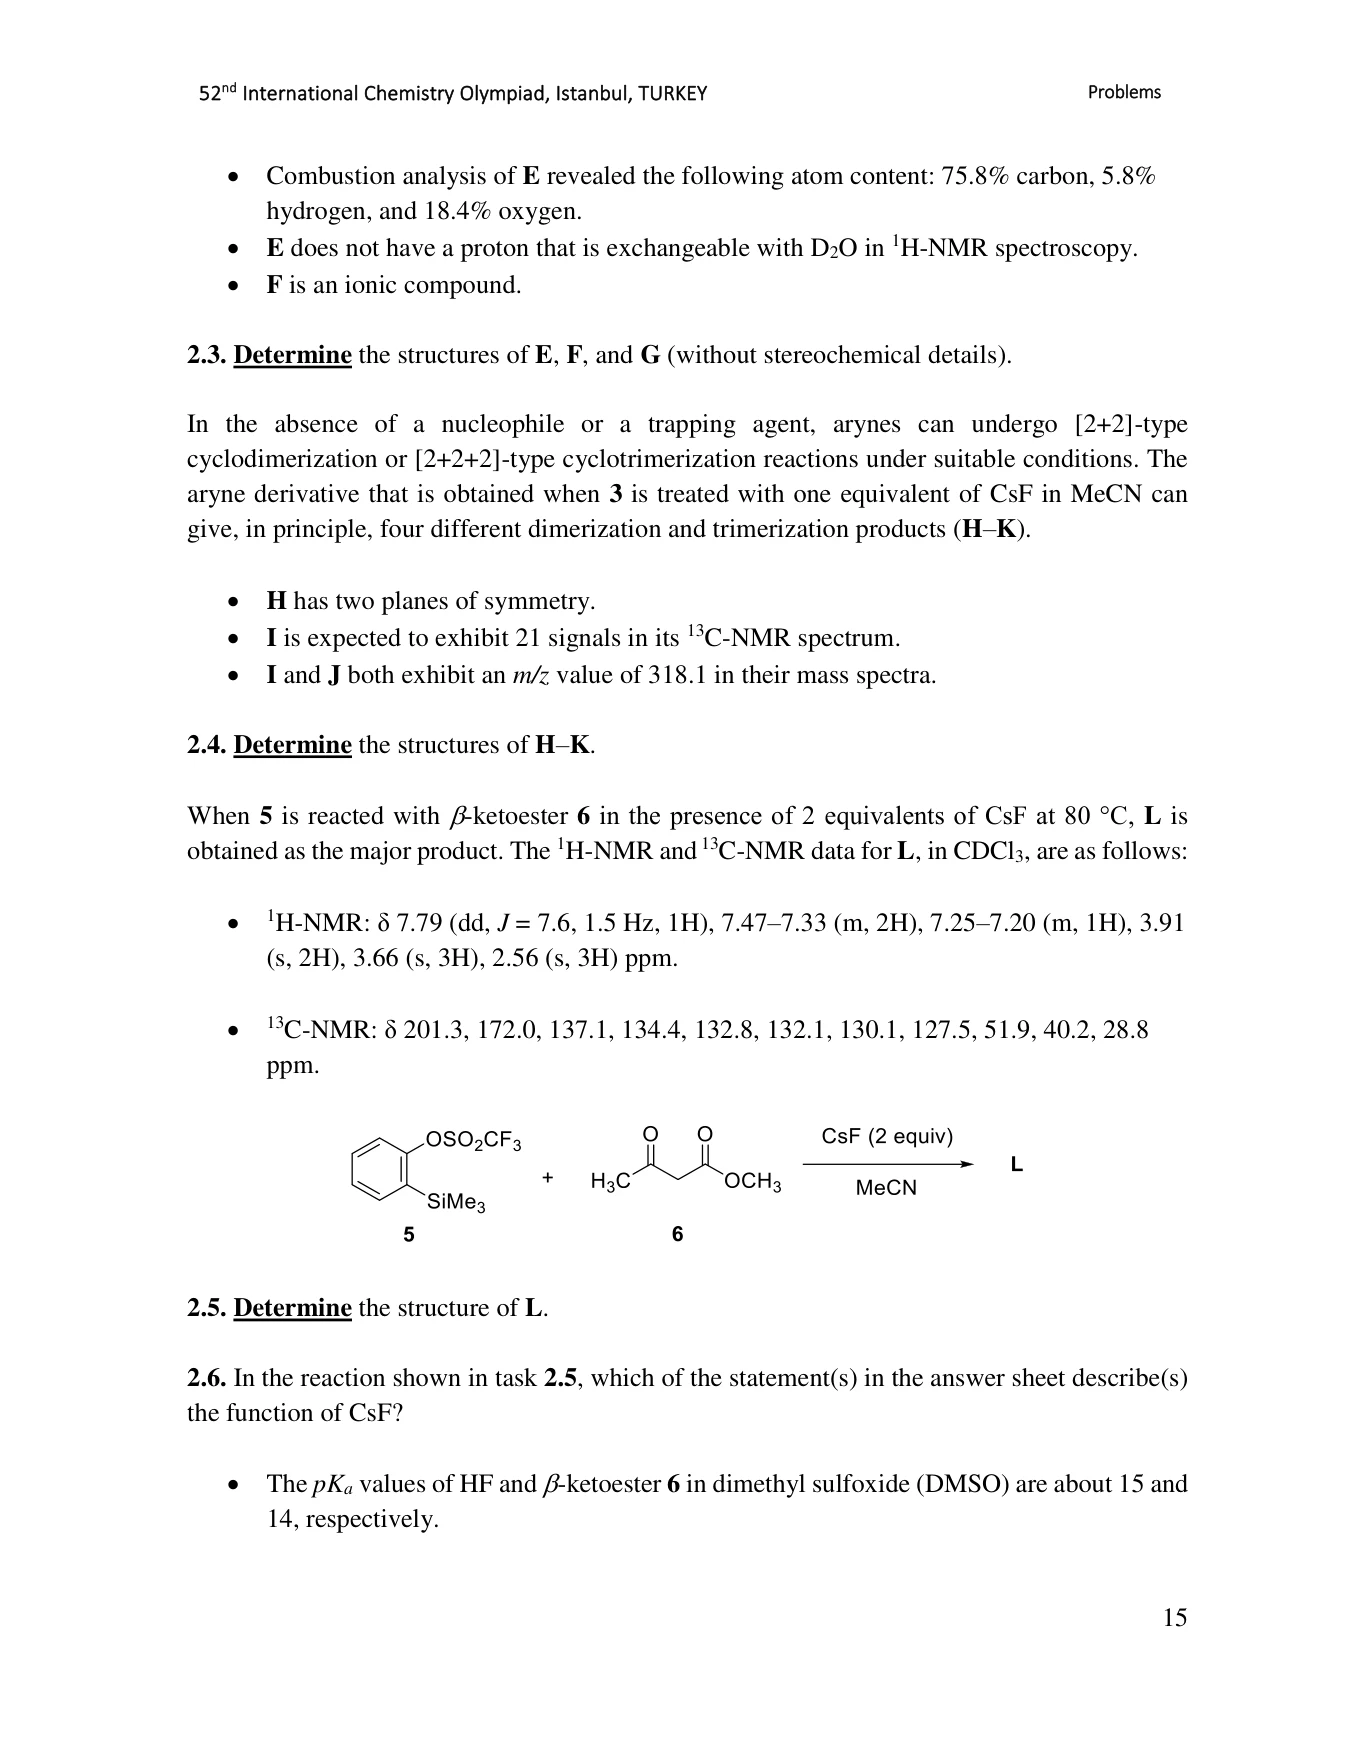 52nd International Chemistry Olympiad, Istanbul, TURKEY Problems
• Combustion analysis of E revealed the following atom content: 75.8% carbon, 5.8%
hydrogen, and 18.4% oxygen.
• E does not have a proton that is exchangeable with D2O in 1H-NMR spectroscopy.
• F is an ionic compound.
2.3. Determine the structures of E, F, and G (without stereochemical details).
In the absence of a nucleophile or a trapping agent, arynes can undergo [2+2]-type
cyclodimerization or [2+2+2]-type cyclotrimerization reactions under suitable conditions. The
aryne derivative that is obtained when 3 is treated with one equivalent of CsF in MeCN can
give, in principle, four different dimerization and trimerization products (H–K).
• H has two planes of symmetry.
• I is expected to exhibit 21 signals in its 13C-NMR spectrum.
• I and J both exhibit an m/z value of 318.1 in their mass spectra.
2.4. Determine the structures of H–K.
When 5 is reacted with β-ketoester 6 in the presence of 2 equivalents of CsF at 80 °C, L is
obtained as the major product. The 1H-NMR and 13C-NMR data for L, in CDCl3, are as follows:
• 1H-NMR: δ 7.79 (dd, J = 7.6, 1.5 Hz, 1H), 7.47–7.33 (m, 2H), 7.25–7.20 (m, 1H), 3.91
(s, 2H), 3.66 (s, 3H), 2.56 (s, 3H) ppm.
• 13C-NMR: δ 201.3, 172.0, 137.1, 134.4, 132.8, 132.1, 130.1, 127.5, 51.9, 40.2, 28.8
ppm.
OSO2CF3
SiMe3
5
+
O O
H3C OCH3
6
CsF (2 equiv)
MeCN
L
2.5. Determine the structure of L.
2.6. In the reaction shown in task 2.5, which of the statement(s) in the answer sheet describe(s)
the function of CsF?
• The pKa values of HF and β-ketoester 6 in dimethyl sulfoxide (DMSO) are about 15 and
14, respectively.
15